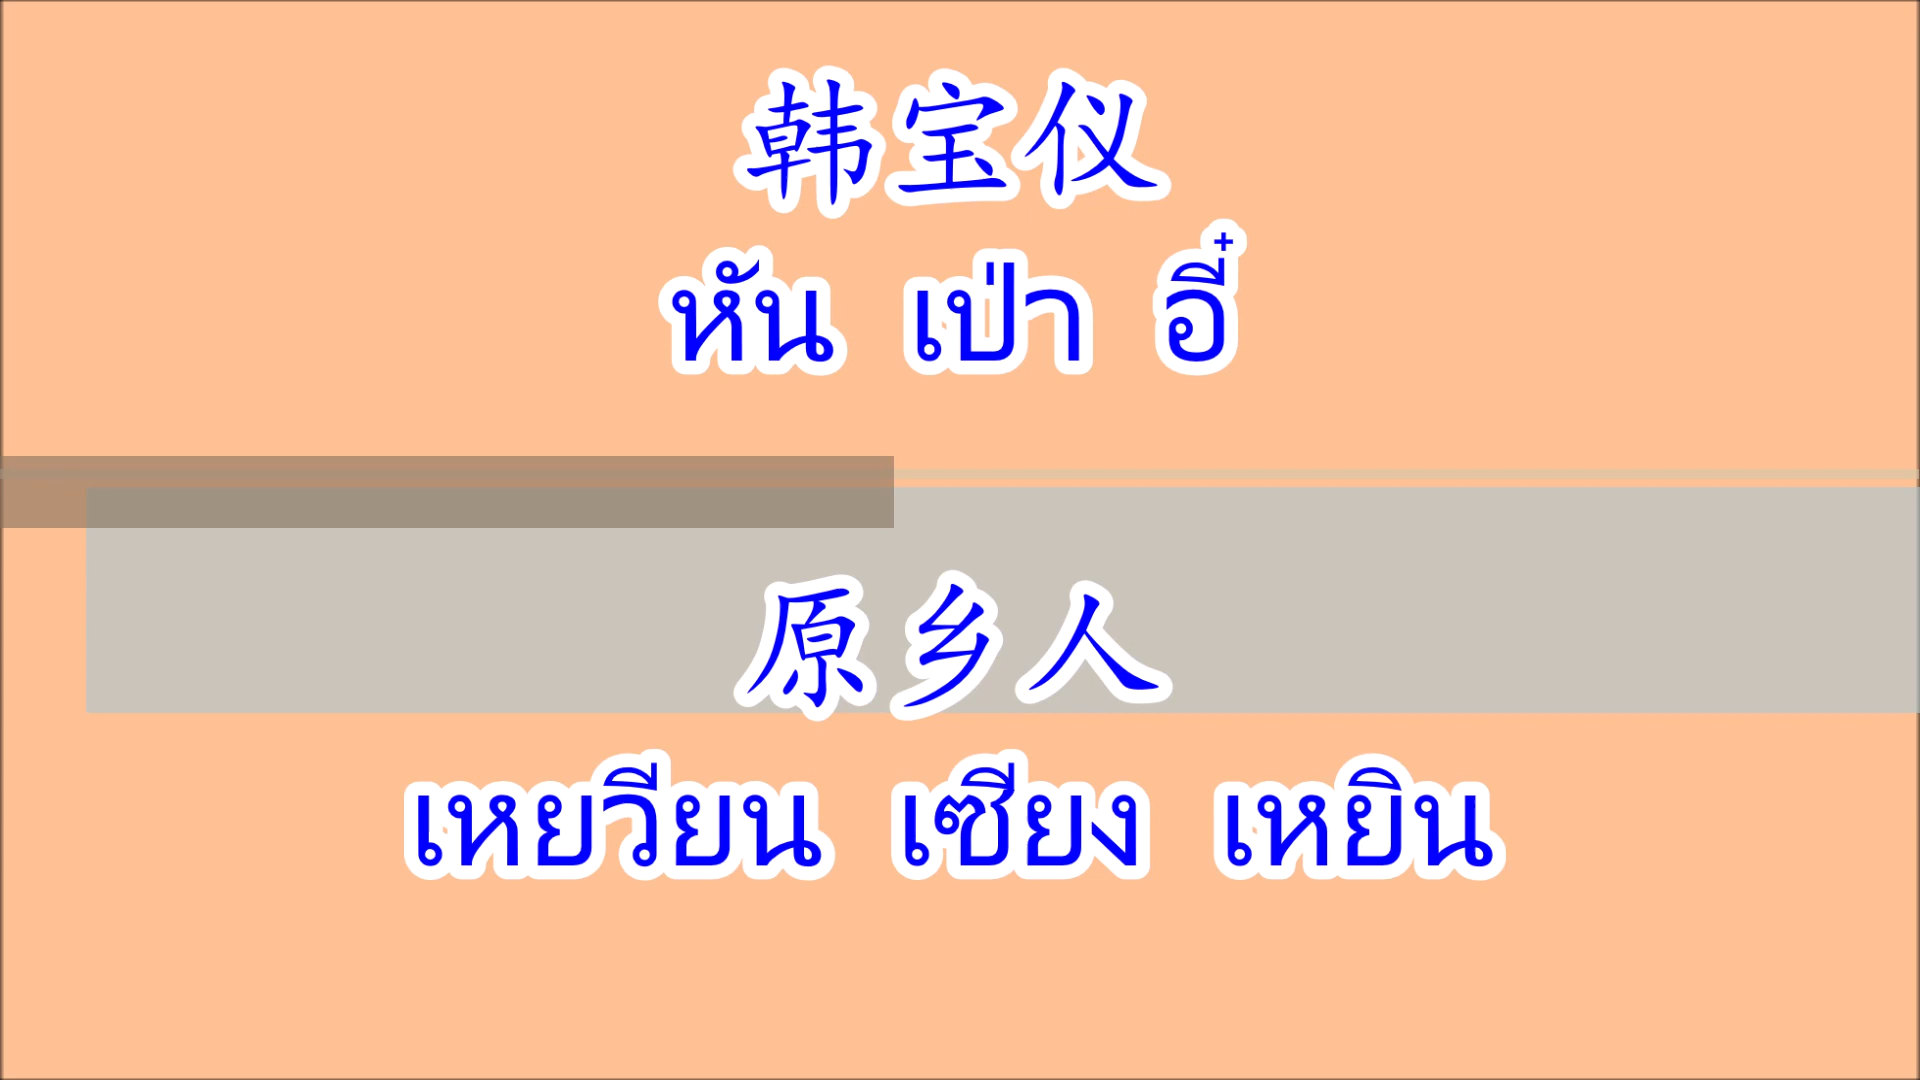 韩宝仪
หัน เป่า อี๋
原乡人
เหยวียน เซียง เหยิน